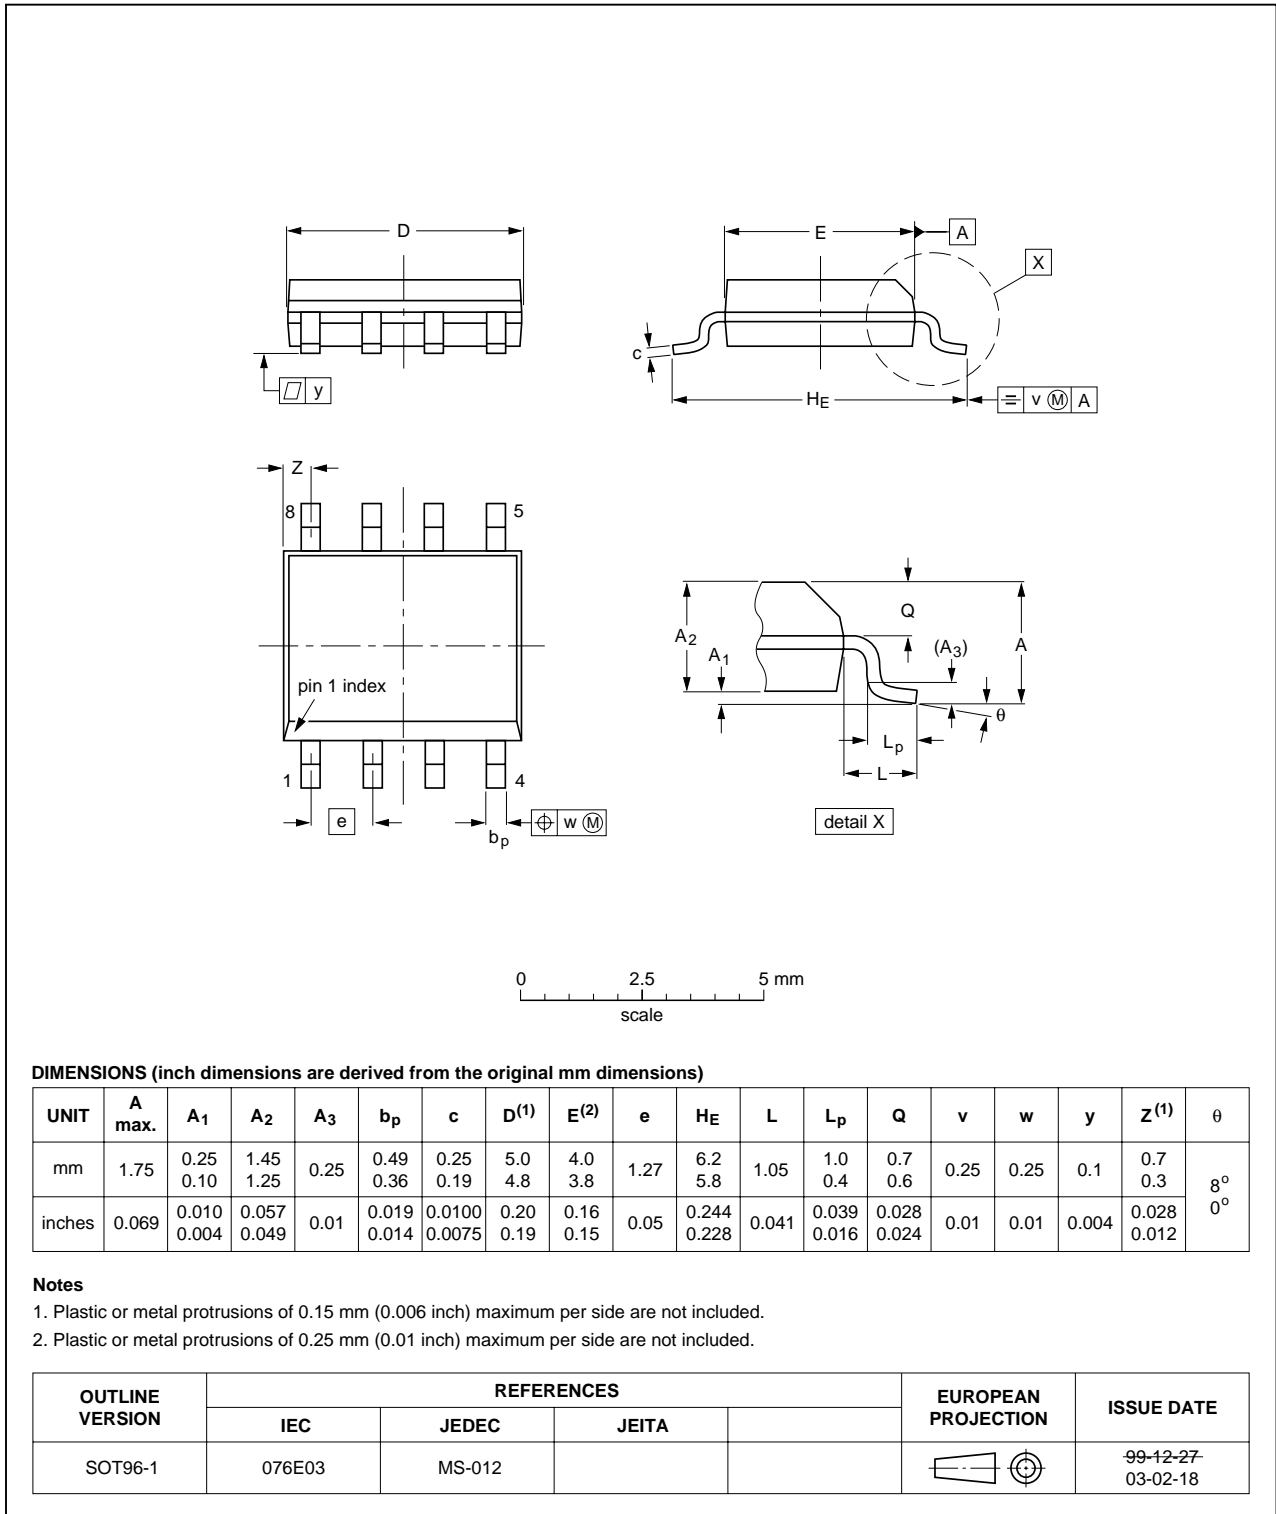 D
E
A
X
c
y
HE
v M A
Z
8
5
Q
A2
A1
(A3)
A
pin 1 index
θ
Lp
L
1
4
e
bp
w M
detail X
0 2.5 5 mm
scale
DIMENSIONS (inch dimensions are derived from the original mm dimensions)
UNIT A max. A1 A2 A3 bp c D(1) E(2) e HE L Lp Q v w y Z(1) θ
mm 1.75 0.25 0.10 1.45 1.25 0.25 0.49 0.36 0.25 0.19 5.0 4.8 4.0 3.8 1.27 6.2 5.8 1.05 1.0 0.4 0.7 0.6 0.25 0.25 0.1 0.7 0.3 8o 0o
inches 0.069 0.010 0.004 0.057 0.049 0.01 0.019 0.014 0.0100 0.0075 0.20 0.19 0.16 0.15 0.05 0.244 0.228 0.041 0.039 0.016 0.028 0.024 0.01 0.01 0.004 0.028 0.012
Notes
1. Plastic or metal protrusions of 0.15 mm (0.006 inch) maximum per side are not included.
2. Plastic or metal protrusions of 0.25 mm (0.01 inch) maximum per side are not included.
OUTLINE VERSION REFERENCES EUROPEAN PROJECTION ISSUE DATE
IEC JEDEC JEITA
SOT96-1 076E03 MS-012 99-12-27
03-02-18